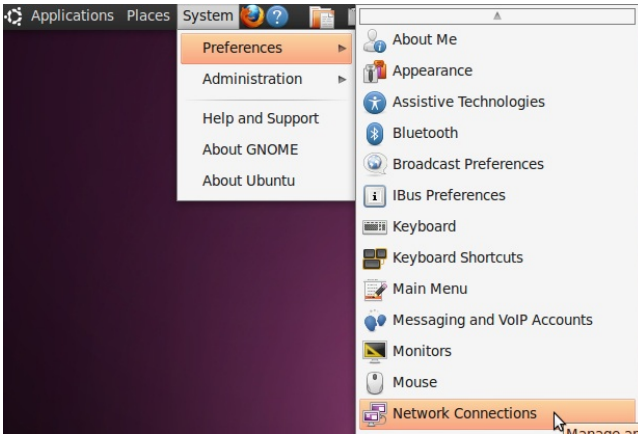 Applications Places System
Preferences
Administration
Help and Support
About GNOME
About Ubuntu
About Me
Appearance
Assistive Technologies
Bluetooth
Broadcast Preferences
IBus Preferences
Keyboard
Keyboard Shortcuts
Main Menu
Messaging and VoIP Accounts
Monitors
Mouse
Network Connections
Manage